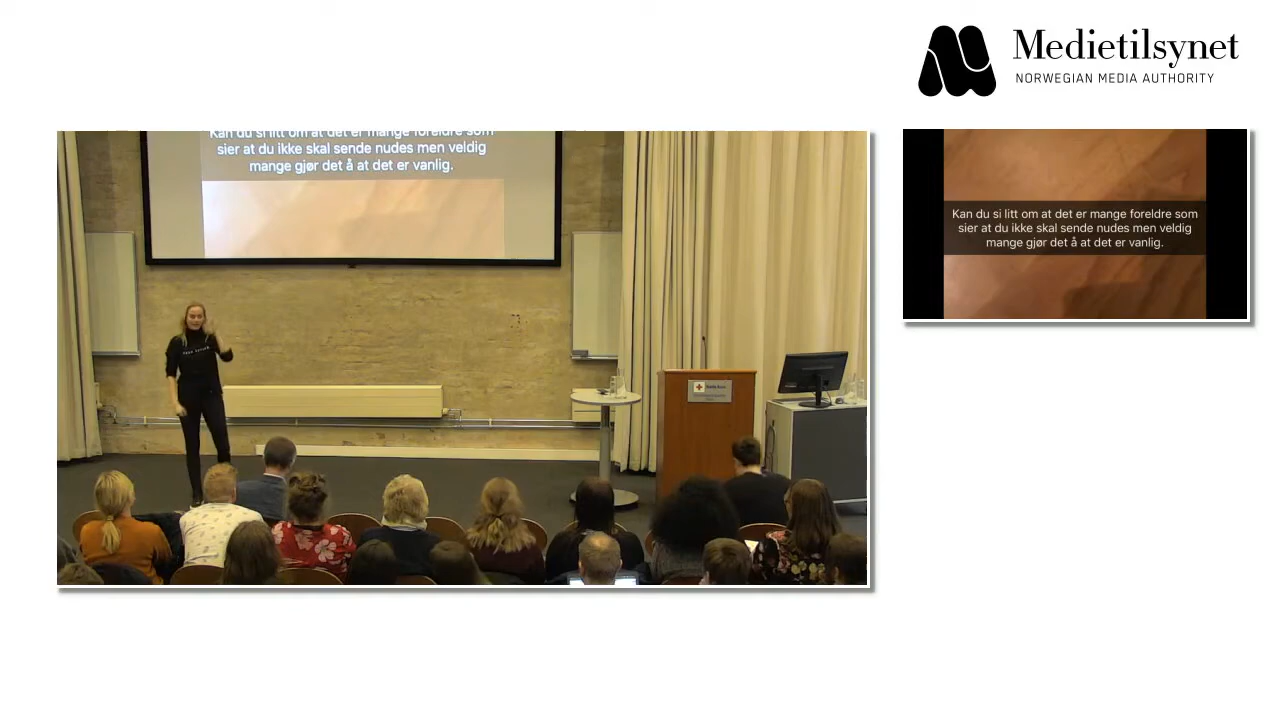 Medietilsynet
NORWEGIAN MEDIA AUTHORITY
Kan du si litt om at det er mange foreldre som
sier at du ikke skal sende nudes men veldig
mange gjør det å at det er vanlig.
Kan du si litt om at det er mange foreldre som
sier at du ikke skal sende nudes men veldig
mange gjør det å at det er vanlig.